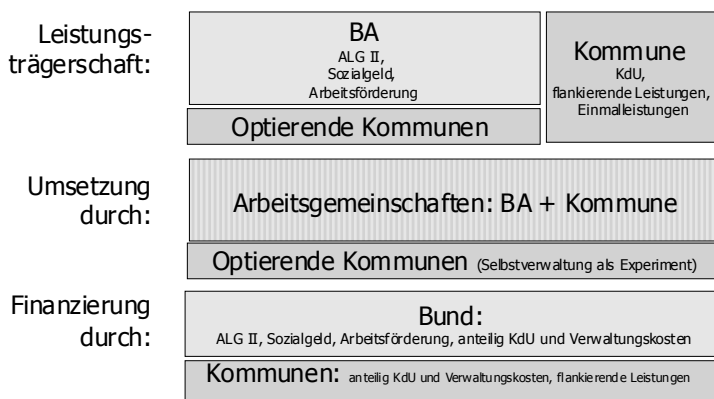 Leistungs-
trägerschaft:
BA
ALG II,
Sozialgeld,
Arbeitsförderung
Optierende Kommunen
Kommune
KdU,
flankierende Leistungen,
Einmalleistungen
Umsetzung
durch:
Arbeitsgemeinschaften: BA + Kommune
Optierende Kommunen (Selbstverwaltung als Experiment)
Finanzierung
durch:
Bund:
ALG II, Sozialgeld, Arbeitsförderung, anteilig KdU und Verwaltungskosten
Kommunen: anteilig KdU und Verwaltungskosten, flankierende Leistungen